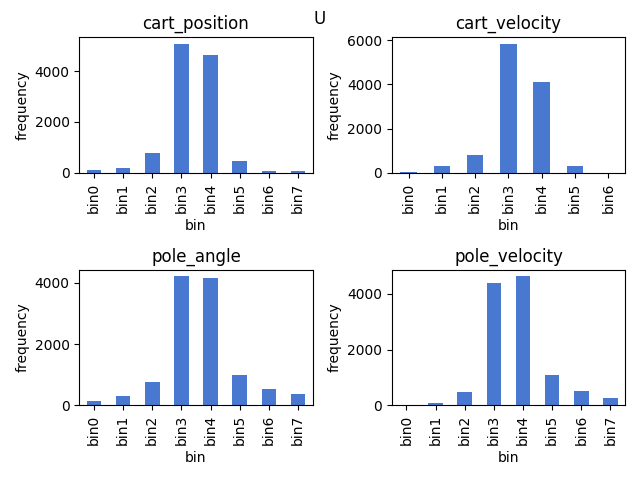 U
cart_position
frequency
4000
2000
0
bin0 bin1 bin2 bin3 bin4 bin5 bin6 bin7
bin
cart_velocity
frequency
6000
4000
2000
0
bin0 bin1 bin2 bin3 bin4 bin5 bin6
bin
pole_angle
frequency
4000
2000
0
bin0 bin1 bin2 bin3 bin4 bin5 bin6 bin7
bin
pole_velocity
frequency
4000
2000
0
bin0 bin1 bin2 bin3 bin4 bin5 bin6 bin7
bin